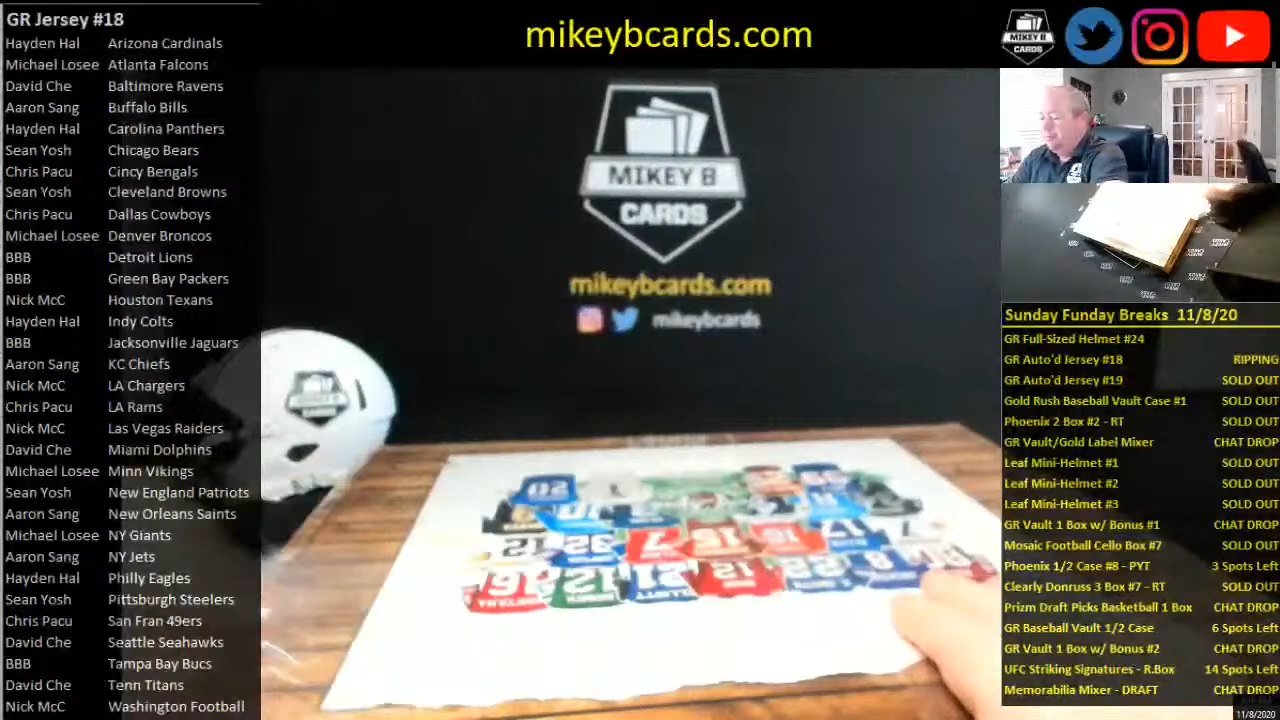 GR Jersey #18
Hayden Hal Arizona Cardinals
Michael Losee Atlanta Falcons
David Che Baltimore Ravens
Aaron Sang Buffalo Bills
Hayden Hal Carolina Panthers
Sean Yosh Chicago Bears
Chris Pacu Cincy Bengals
Sean Yosh Cleveland Browns
Chris Pacu Dallas Cowboys
Michael Losee Denver Broncos
BBB Detroit Lions
BBB Green Bay Packers
Nick McC Houston Texans
Hayden Hal Indy Colts
BBB Jacksonville Jaguars
Aaron Sang KC Chiefs
Nick McC LA Chargers
Chris Pacu LA Rams
Nick McC Las Vegas Raiders
David Che Miami Dolphins
Michael Losee Minn Vikings
Sean Yosh New England Patriots
Aaron Sang New Orleans Saints
Michael Losee NY Giants
Aaron Sang NY Jets
Hayden Hal Philly Eagles
Sean Yosh Pittsburgh Steelers
Chris Pacu San Fran 49ers
David Che Seattle Seahawks
BBB Tampa Bay Bucs
David Che Tenn Titans
Nick McC Washington Football
mikeybcards.com
MIKEY B
CARDS
mikeybcards.com
mikeybcards
MIKEY B
CARDS
Sunday Funday Breaks 11/8/20
GR Full-Sized Helmet #24
GR Auto'd Jersey #18 RIPPING
GR Auto'd Jersey #19 SOLD OUT
Gold Rush Baseball Vault Case #1 SOLD OUT
Phoenix 2 Box #2 - RT SOLD OUT
GR Vault/Gold Label Mixer CHAT DROP
Leaf Mini-Helmet #1 SOLD OUT
Leaf Mini-Helmet #2 SOLD OUT
Leaf Mini-Helmet #3 SOLD OUT
GR Vault 1 Box w/ Bonus #1 CHAT DROP
Mosaic Football Cello Box #7 SOLD OUT
Phoenix 1/2 Case #8 - PYT 3 Spots Left
Clearly Donruss 3 Box #7 - RT SOLD OUT
Prizm Draft Picks Basketball 1 Box CHAT DROP
GR Baseball Vault 1/2 Case 6 Spots Left
GR Vault 1 Box w/ Bonus #2 CHAT DROP
UFC Striking Signatures - R.Box 14 Spots Left
Memorabilia Mixer - DRAFT CHAT DROP
11/8/2020